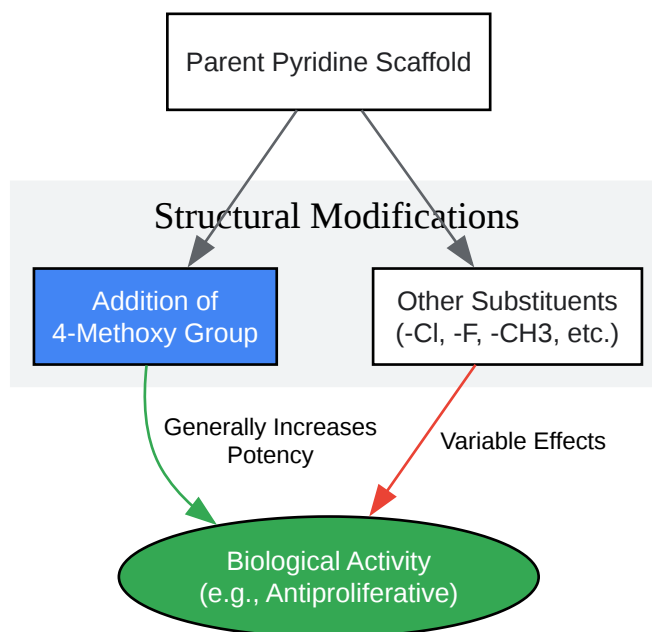 Parent Pyridine Scaffold
Structural Modifications
Addition of
4-Methoxy Group
Other Substituents
(-Cl, -F, -CH3, etc.)
Generally Increases
Potency
Variable Effects
Biological Activity
(e.g., Antiproliferative)